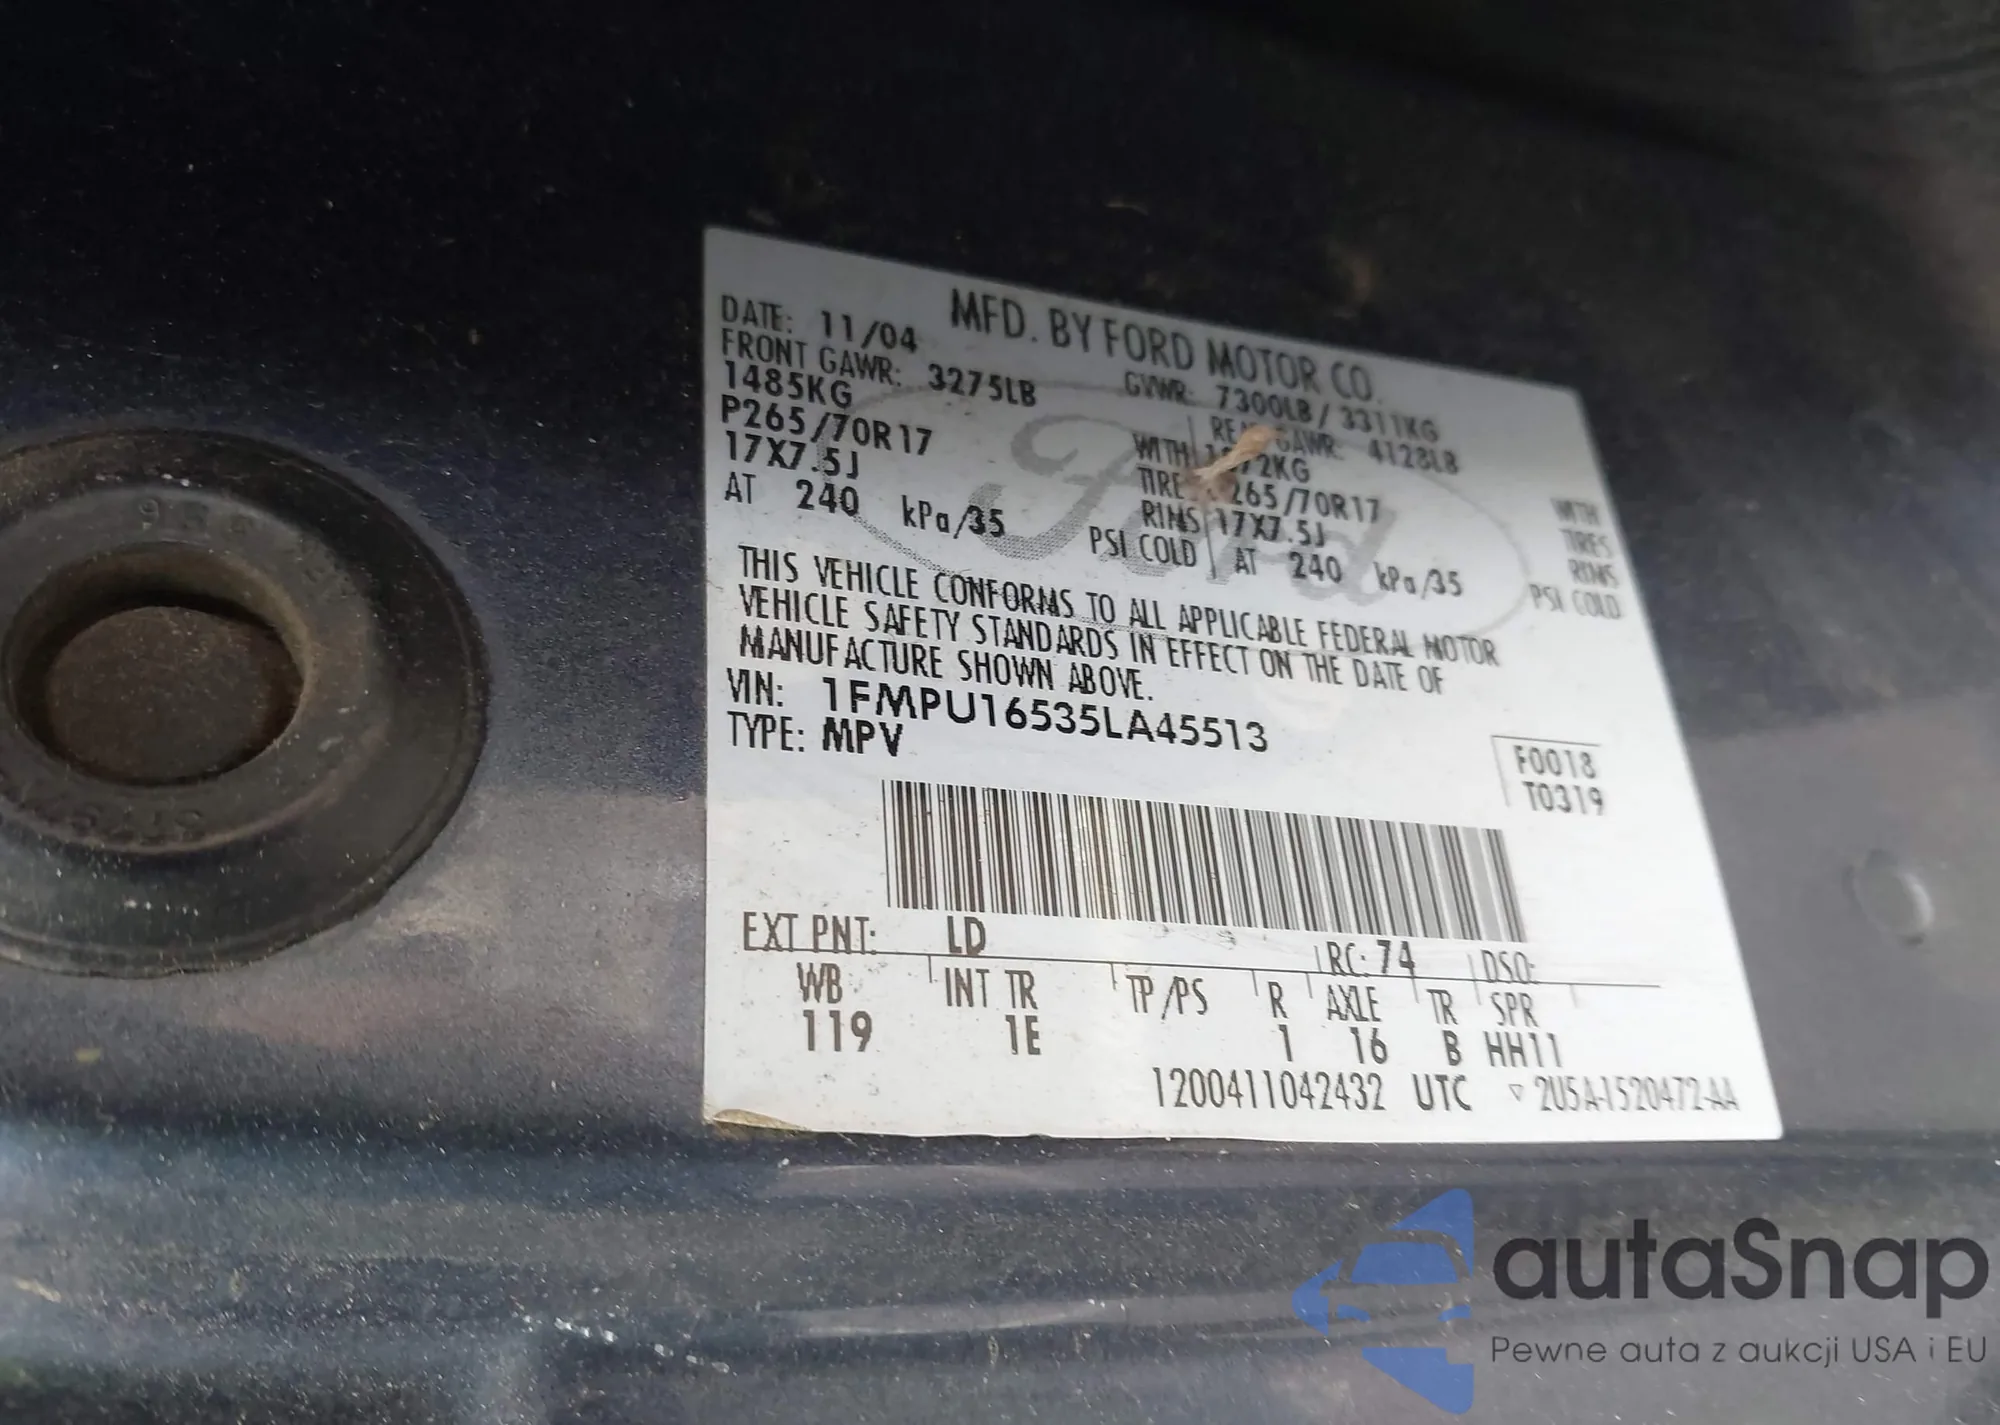 MFD. BY FORD MOTOR CO.
DATE: 11/04 GVWR: 7300LB / 3311KG
FRONT GAWR: 3275LB REAR GAWR: 4128LB
1485KG WITH 1872KG WITH
P265/70R17 TIRES P265/70R17 TIRES
17X7.5J RIMS 17X7.5J RIMS
AT 240 kPa/35 PSI COLD AT 240 kPa/35 PSI COLD
THIS VEHICLE CONFORMS TO ALL APPLICABLE FEDERAL MOTOR
VEHICLE SAFETY STANDARDS IN EFFECT ON THE DATE OF
MANUFACTURE SHOWN ABOVE.
VIN: 1FMPU16535LA45513
TYPE: MPV
F0018
T0319
EXT PNT: LD RC: 74 DSO:
WB INT TR TP/PS R AXLE TR SPR
119 1E 1 16 B HH11
1200411042432 UTC ▽ 2U5A-1520472-AA
Ford
autaSnap
Pewne auta z aukcji USA i EU